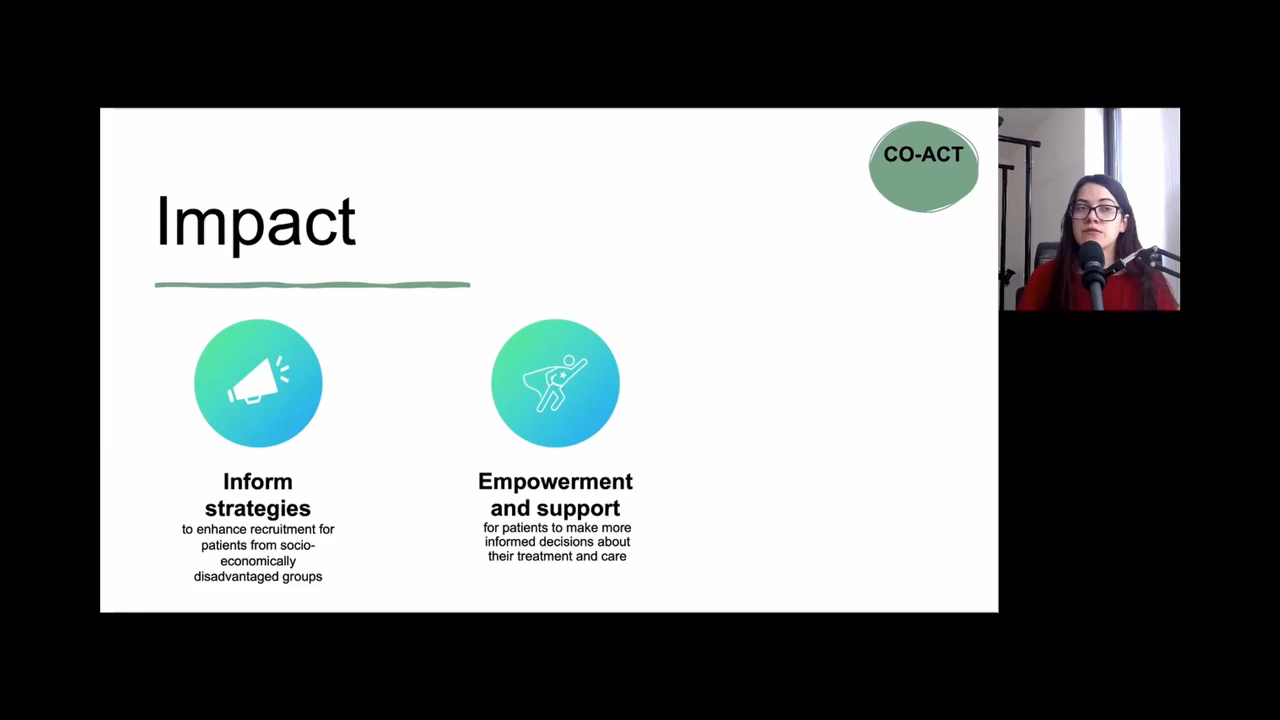 CO-ACT
Impact
Inform
strategies
to enhance recruitment for
patients from socio-
economically
disadvantaged groups
Empowerment
and support
for patients to make more
informed decisions about
their treatment and care